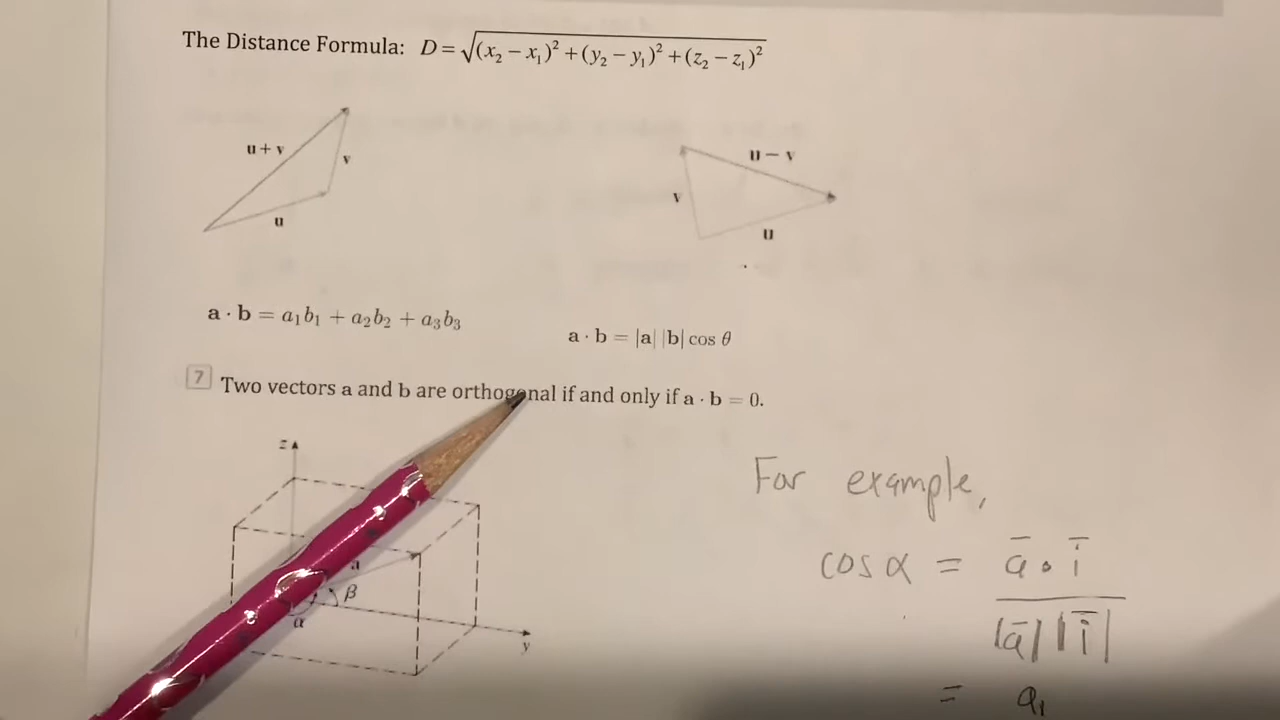 The Distance Formula: D = √(x₂ − x₁)² + (y₂ − y₁)² + (z₂ − z₁)²
u + v
v
u
u − v
v
u
a · b = a₁b₁ + a₂b₂ + a₃b₃
a · b = |a| |b| cos θ
7 Two vectors a and b are orthogonal if and only if a · b = 0.
z
a
β
α
y
For example,
cos α = ā · ī
|ā| |ī|
= a₁